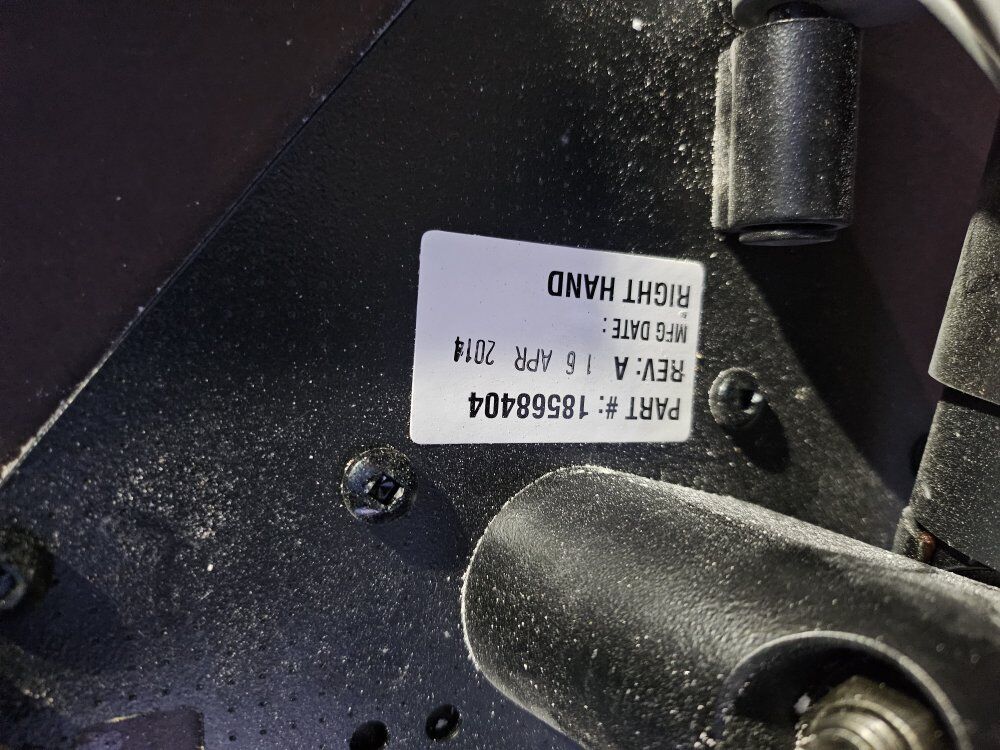 PART #: 18568404
REV: A 16 APR 2014
MFG DATE:
RIGHT HAND